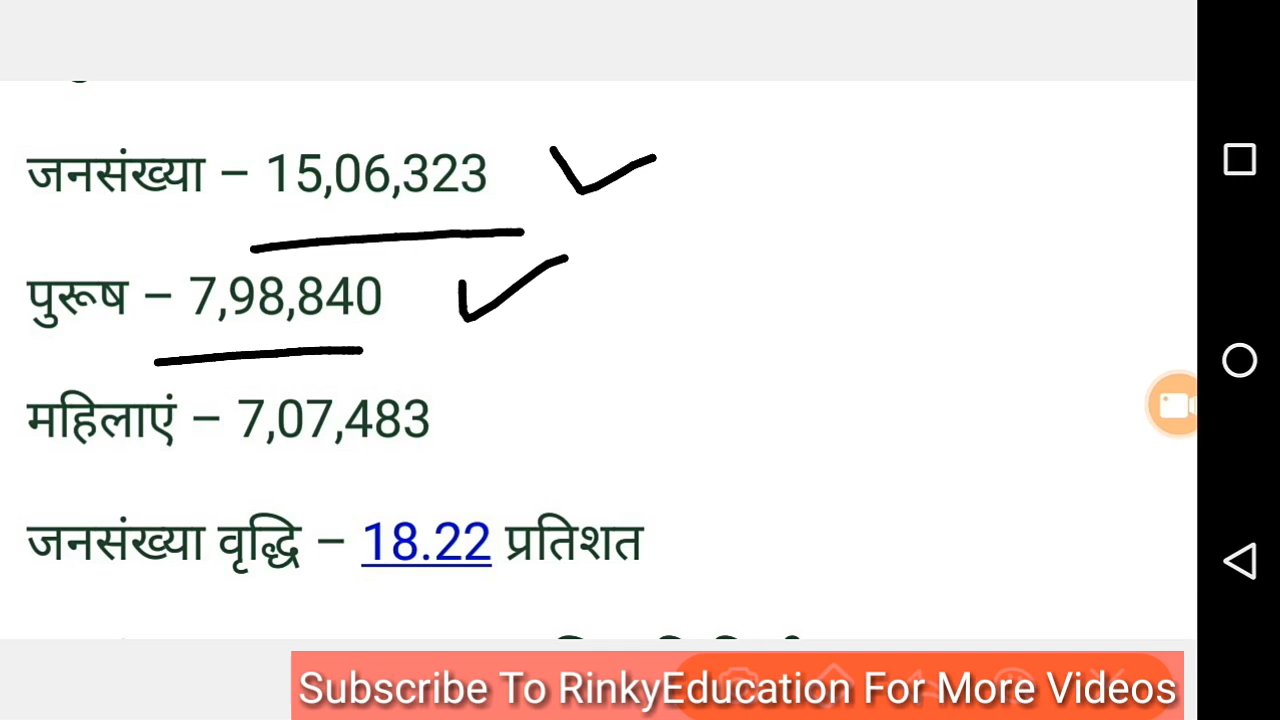 जनसंख्या – 15,06,323
पुरूष – 7,98,840
महिलाएं – 7,07,483
जनसंख्या वृद्धि – 18.22 प्रतिशत
Subscribe To RinkyEducation For More Videos